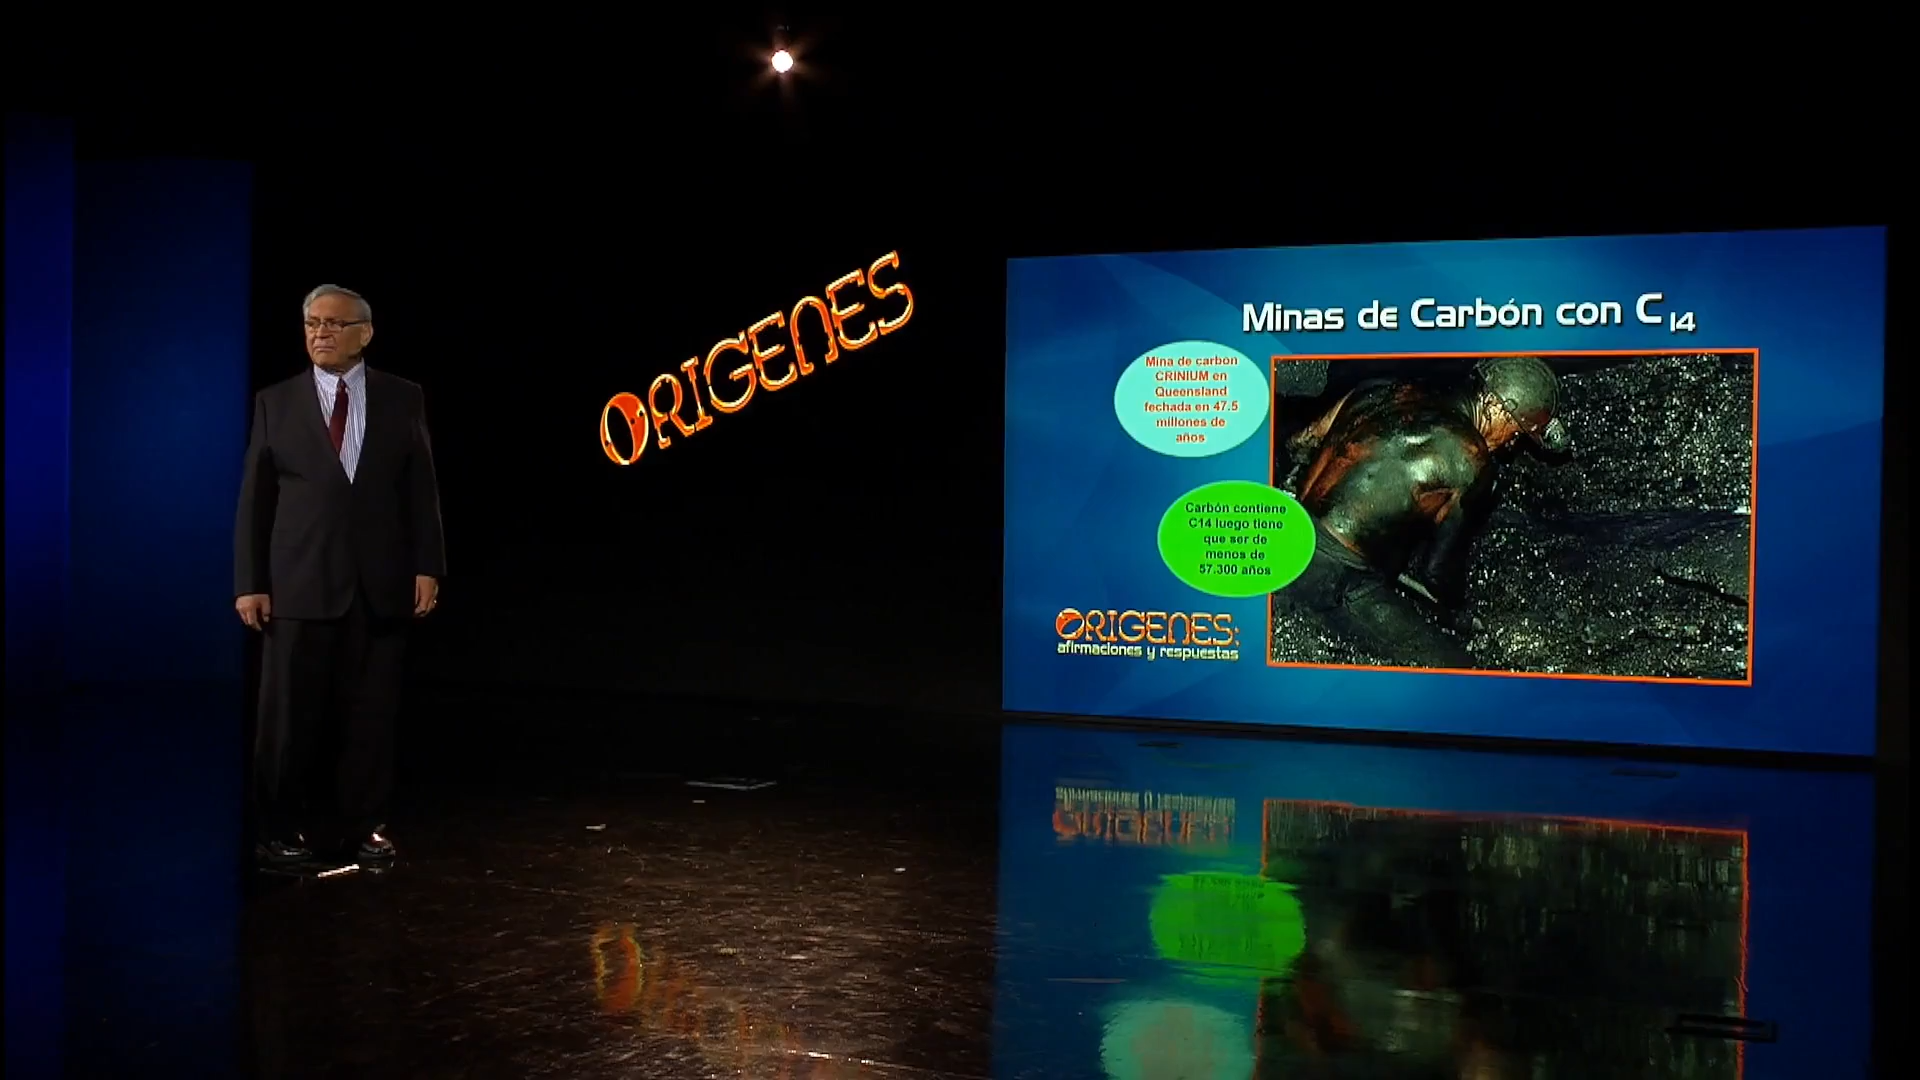 ORIGENES
Minas de Carbón con C14
Mina de carbon
CRINIUM en
Queensland
fechada en 47.5
millones de
años
Carbón contiene
C14 luego tiene
que ser de
menos de
57.300 años
ORIGENES:
afirmaciones y respuestas